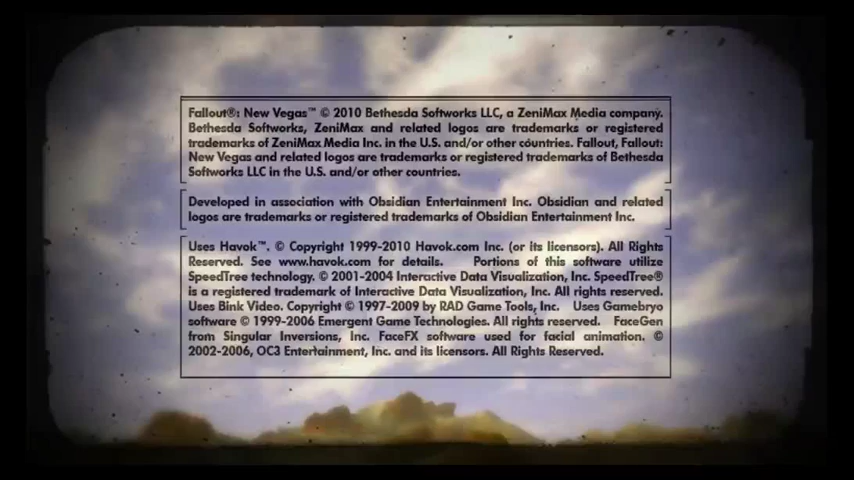 Fallout®: New Vegas™ © 2010 Bethesda Softworks LLC, a ZeniMax Media company.
Bethesda Softworks, ZeniMax and related logos are trademarks or registered
trademarks of ZeniMax Media Inc. in the U.S. and/or other countries. Fallout, Fallout:
New Vegas and related logos are trademarks or registered trademarks of Bethesda
Softworks LLC in the U.S. and/or other countries.
Developed in association with Obsidian Entertainment Inc. Obsidian and related
logos are trademarks or registered trademarks of Obsidian Entertainment Inc.
Uses Havok™. © Copyright 1999-2010 Havok.com Inc. (or its licensors). All Rights
Reserved. See www.havok.com for details. Portions of this software utilize
SpeedTree technology. © 2001-2004 Interactive Data Visualization, Inc. SpeedTree®
is a registered trademark of Interactive Data Visualization, Inc. All rights reserved.
Uses Bink Video. Copyright © 1997-2009 by RAD Game Tools, Inc. Uses Gamebryo
software © 1999-2006 Emergent Game Technologies. All rights reserved. FaceGen
from Singular Inversions, Inc. FaceFX software used for facial animation. ©
2002-2006, OC3 Entertainment, Inc. and its licensors. All Rights Reserved.